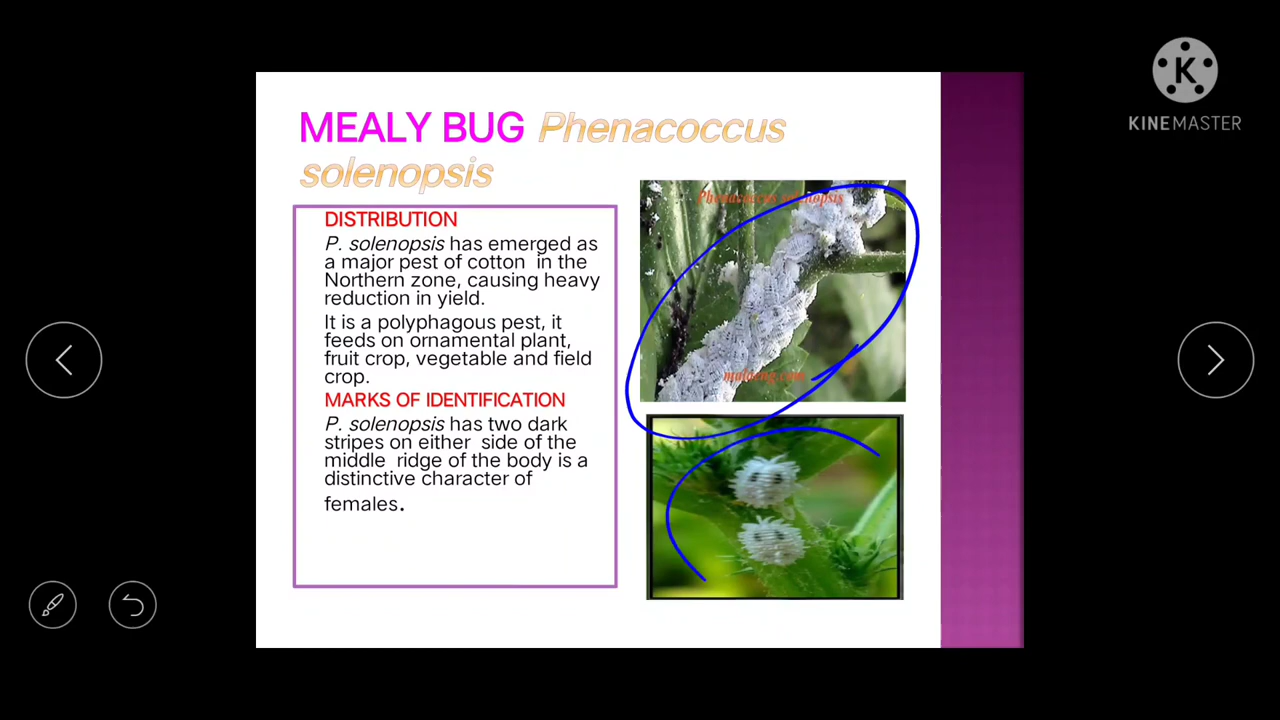 KINEMASTER
MEALY BUG Phenacoccus
solenopsis
DISTRIBUTION
P. solenopsis has emerged as
a major pest of cotton in the
Northern zone, causing heavy
reduction in yield.
It is a polyphagous pest, it
feeds on ornamental plant,
fruit crop, vegetable and field
crop.
MARKS OF IDENTIFICATION
P. solenopsis has two dark
stripes on either side of the
middle ridge of the body is a
distinctive character of
females.
Phenacoccus solenopsis